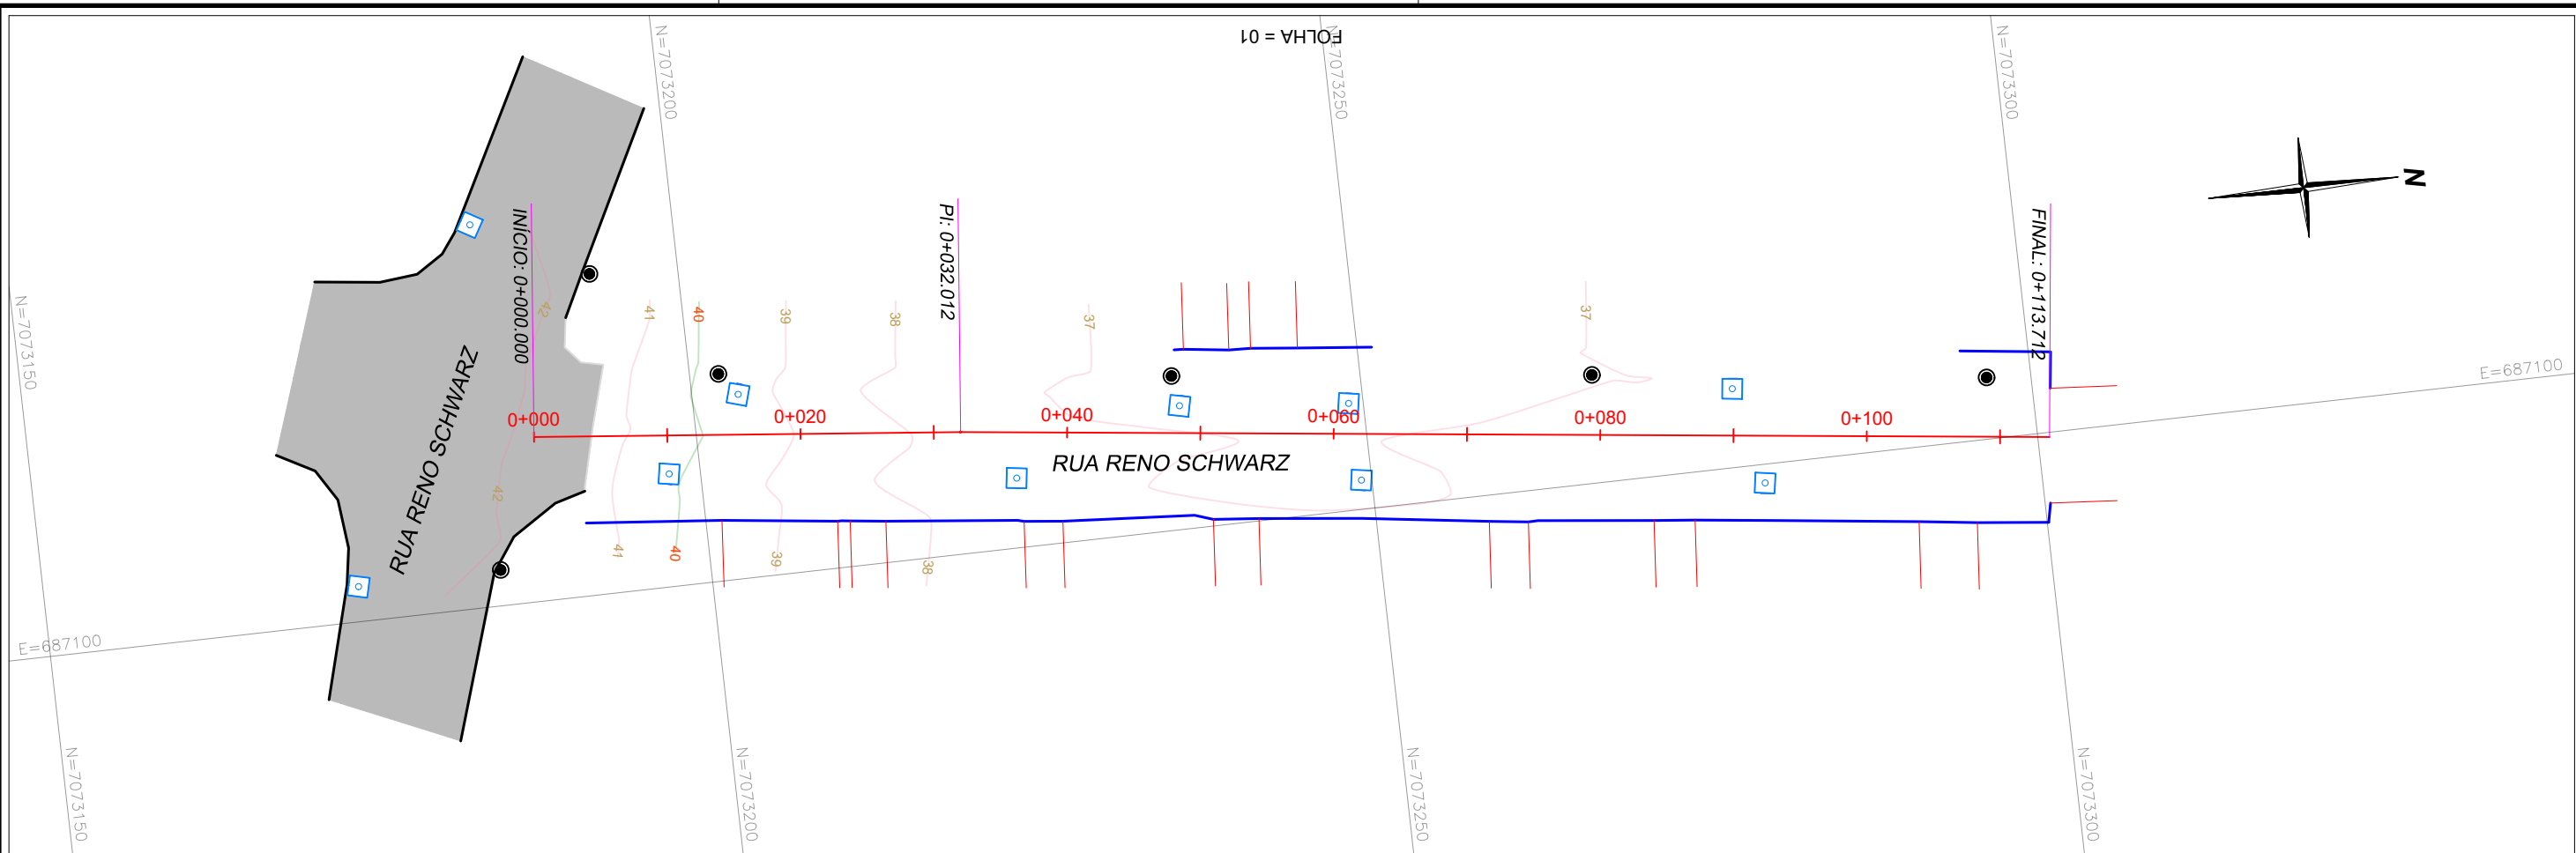 FOLHA = 01
N=7073200
N=7073250
N=7073300
N
INÍCIO: 0+000.000
PI: 0+032.012
FINAL: 0+113.712
N=7073150
42
41
40
39
38
37
37
E=687100
0+000
0+020
0+040
0+060
0+080
0+100
RUA RENO SCHWARZ
RUA RENO SCHWARZ
42
41
40
39
38
E=687100
N=7073150
N=7073200
N=7073250
N=7073300